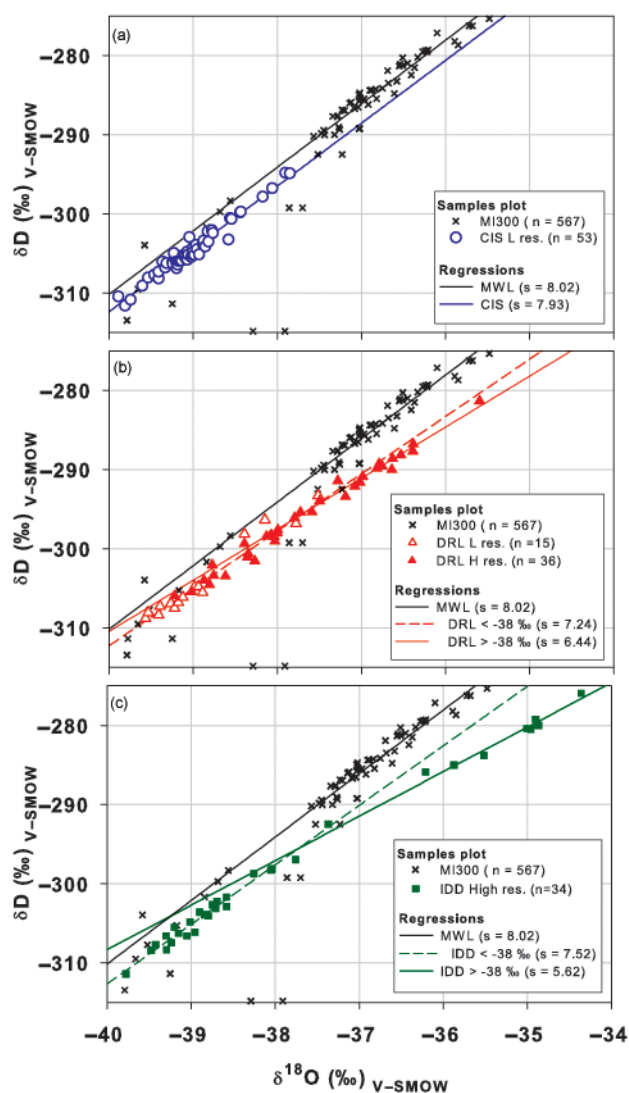 (a)
−280
−290
−300
−310
δD (‰) V−SMOW
Samples plot
MI300 (n = 567)
CIS L res. (n = 53)
Regressions
MWL (s = 8.02)
CIS (s = 7.93)
(b)
−280
−290
−300
−310
δD (‰) V−SMOW
Samples plot
MI300 ( n = 567)
DRL L res. (n =15)
DRL H res. (n = 36)
Regressions
MWL (s = 8.02)
DRL < -38 ‰ (s = 7.24)
DRL > -38 ‰ (s = 6.44)
(c)
−280
−290
−300
−310
δD (‰) V−SMOW
Samples plot
MI300 ( n = 567)
IDD High res. (n=34)
Regressions
MWL (s = 8.02)
IDD < -38 ‰ (s = 7.52)
IDD > -38 ‰ (s = 5.62)
−40 −39 −38 −37 −36 −35 −34
δ18O (‰) V−SMOW